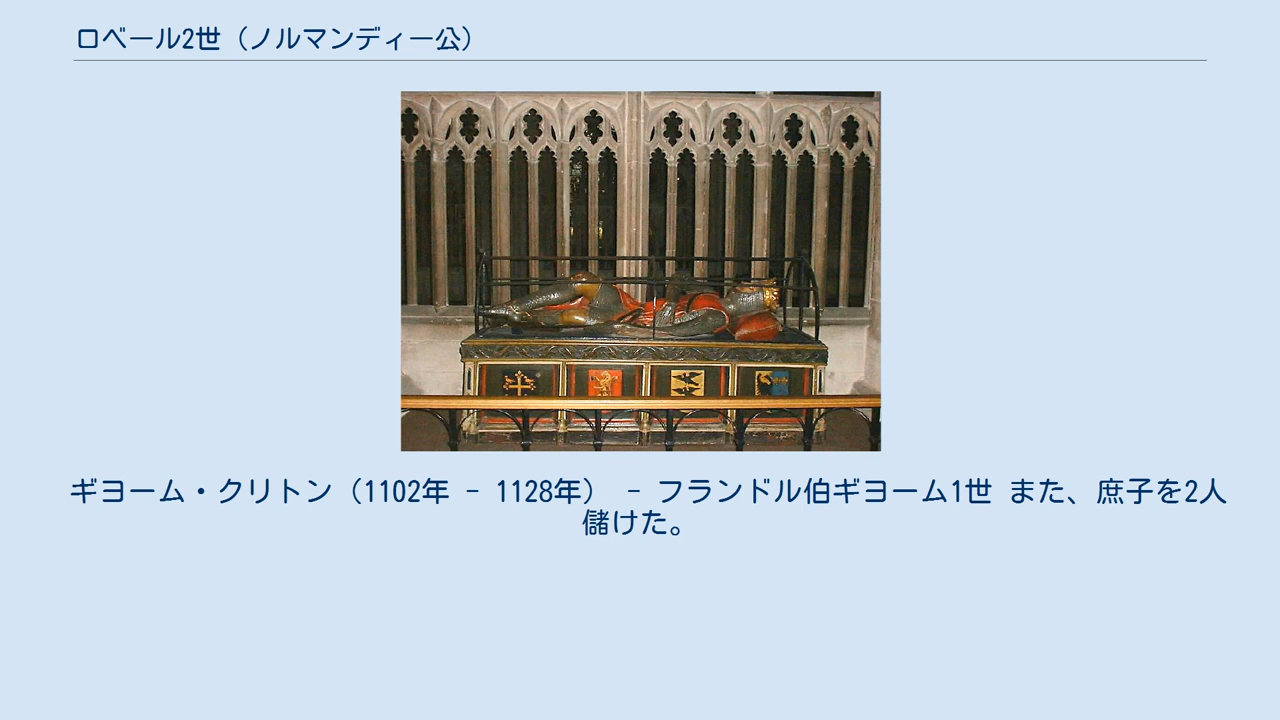 ロベール2世（ノルマンディー公）
ギヨーム・クリトン（1102年 - 1128年） - フランドル伯ギヨーム1世 また、庶子を2人
儲けた。